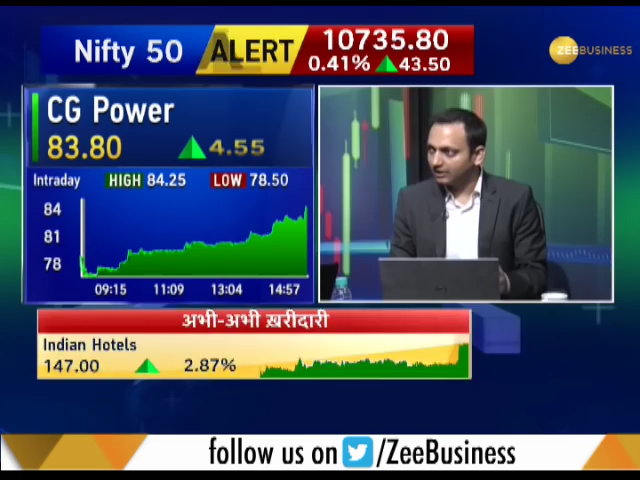 Nifty 50
ALERT
10735.80
0.41% 43.50
ZEEBUSINESS
CG Power
83.80 4.55
Intraday HIGH 84.25 LOW 78.50
84
81
78
09:15 11:09 13:04 14:57
अभी-अभी ख़रीदारी
Indian Hotels
147.00 2.87%
follow us on /ZeeBusiness